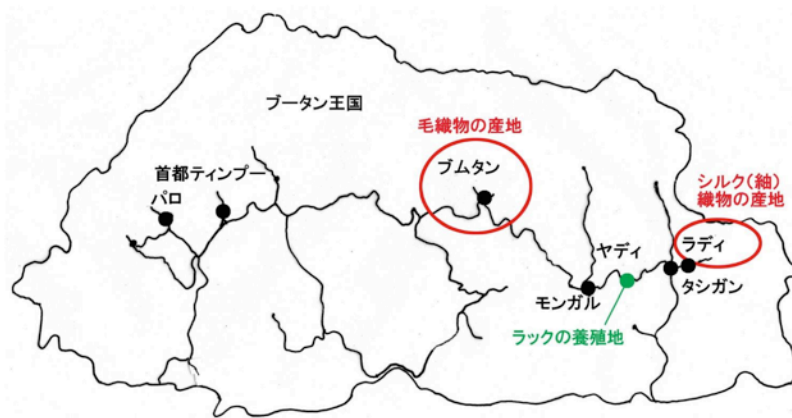 ブータン王国
毛織物の産地
ブムタン
首都ティンプー
パロ
シルク(紬)
織物の産地
ラディ
ヤディ
タシガン
モンガル
ラックの養殖地